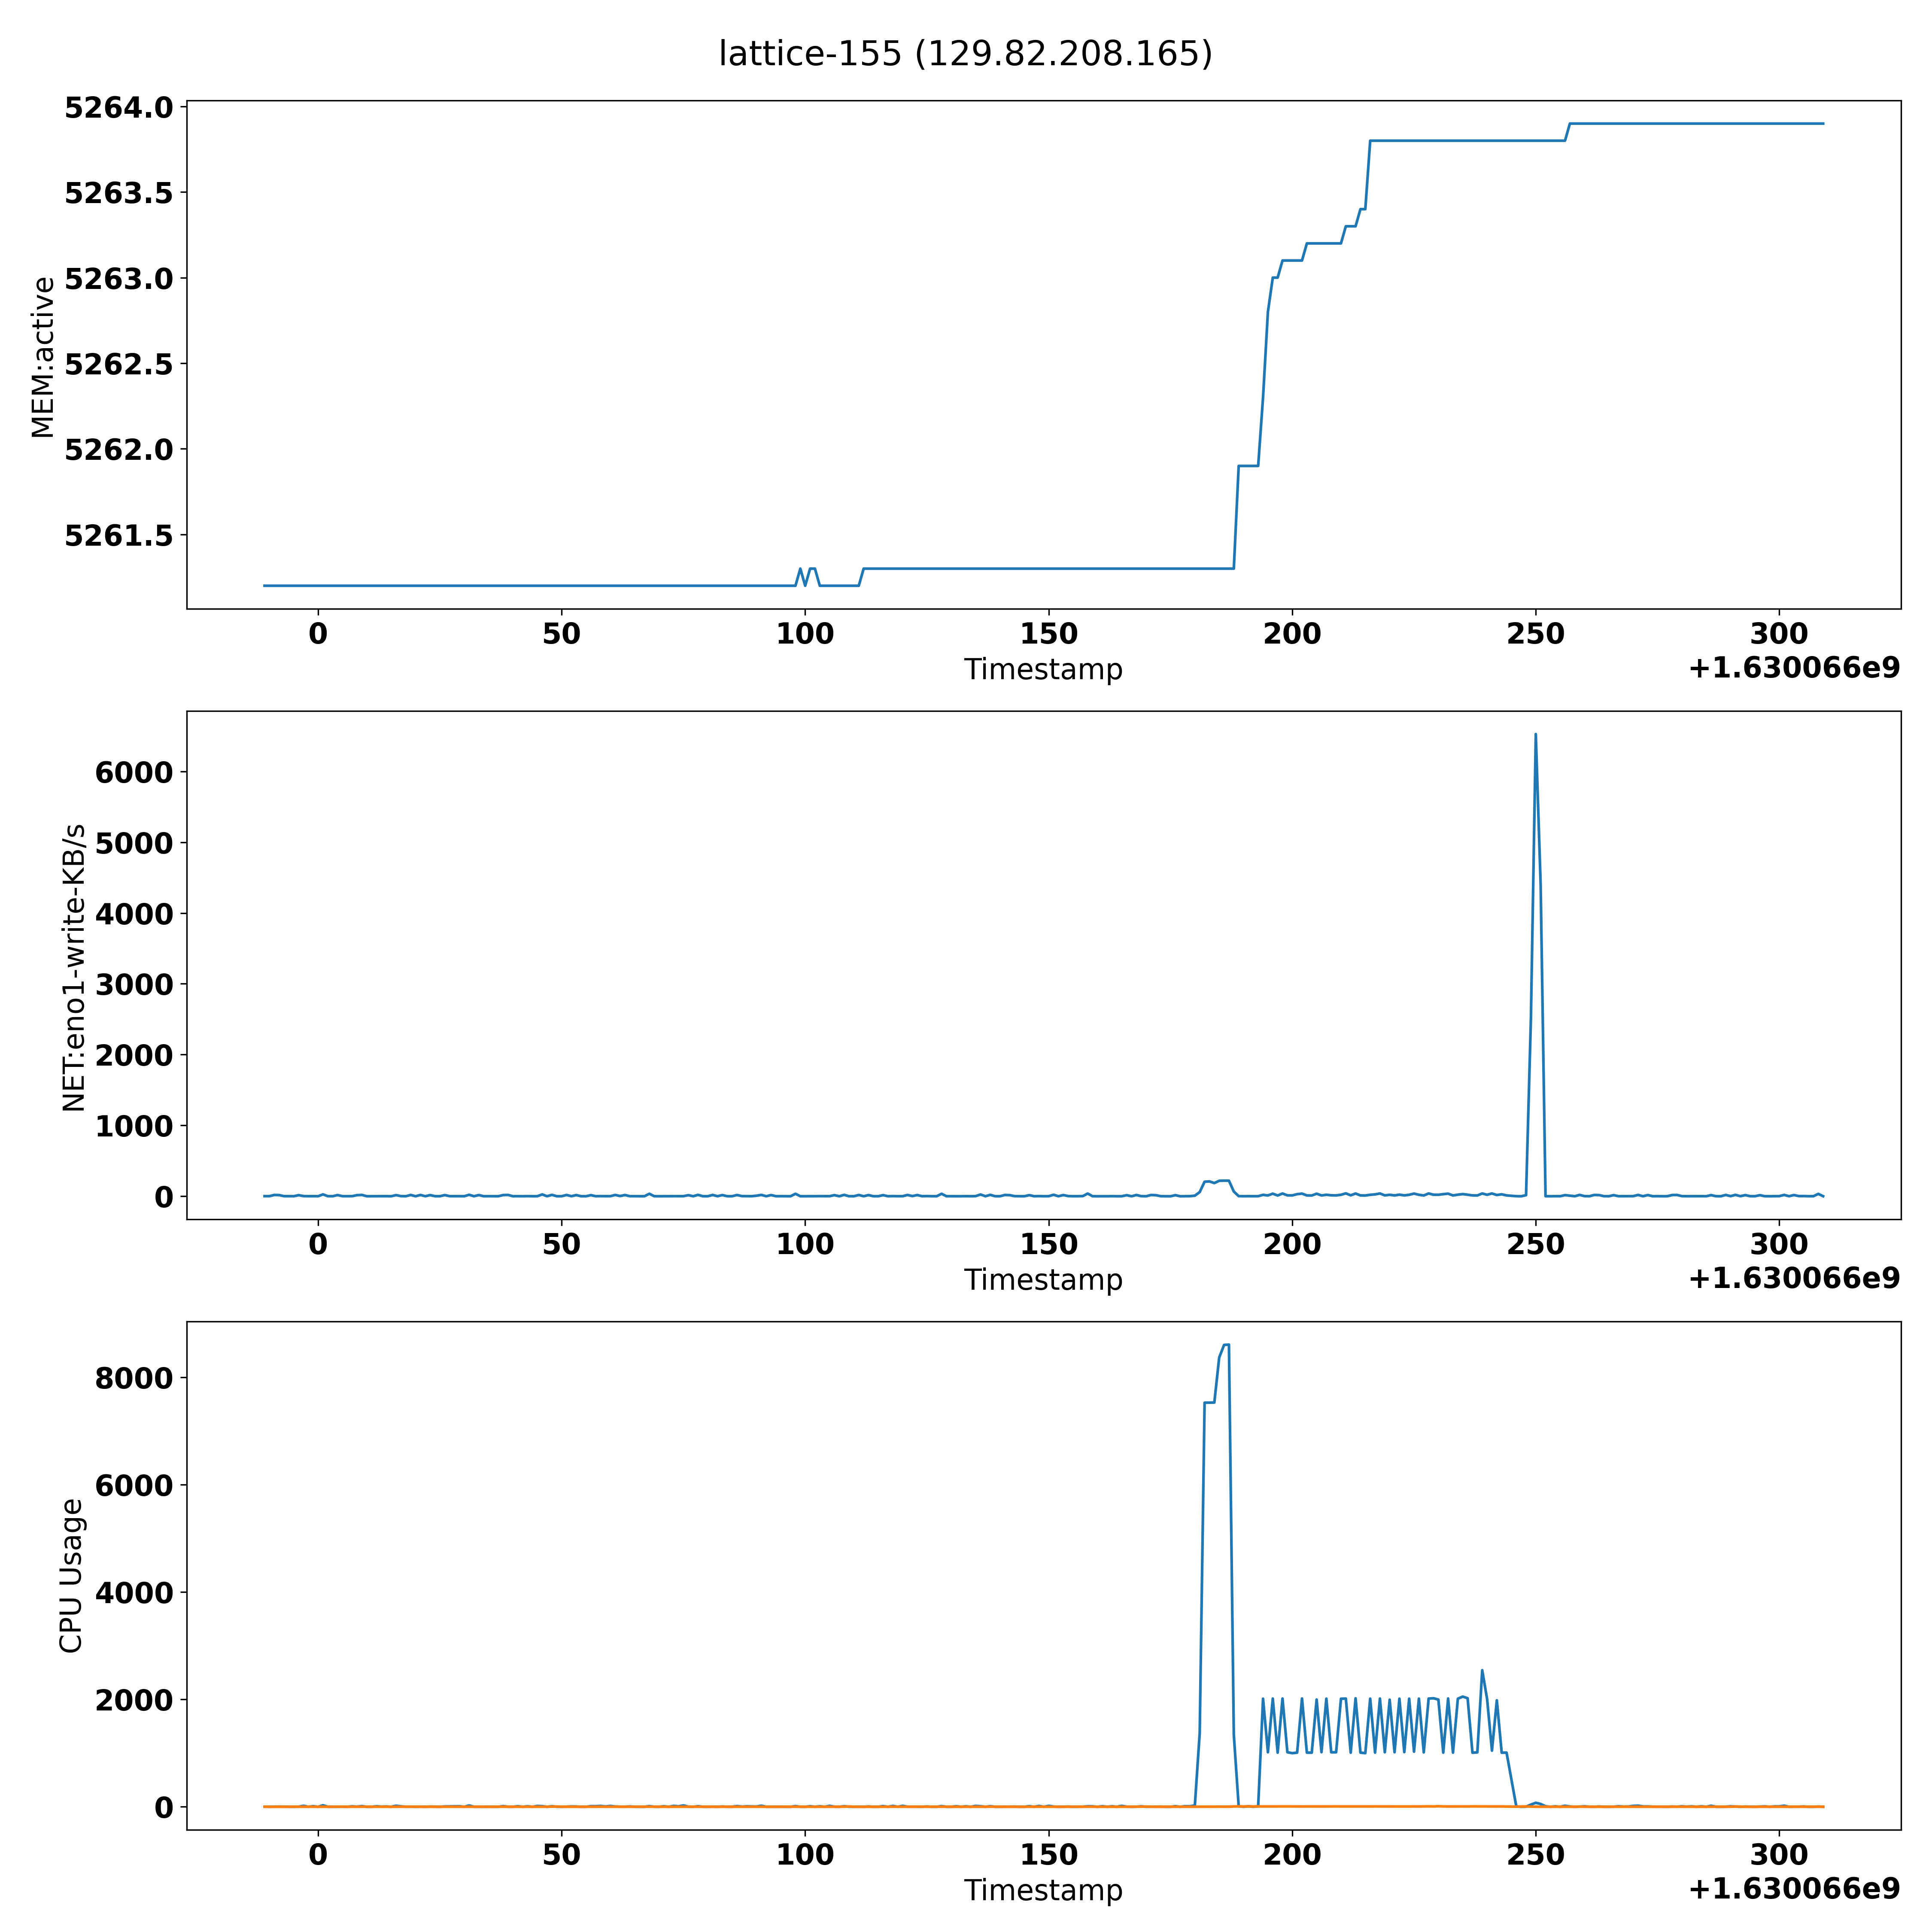 lattice-155 (129.82.208.165)
5264.0
5263.5
5263.0
5262.5
5262.0
5261.5
MEM:active
0 50 100 150 200 250 300
Timestamp
+1.630066e9
6000
5000
4000
3000
2000
1000
0
NET:eno1-write-KB/s
0 50 100 150 200 250 300
Timestamp
+1.630066e9
8000
6000
4000
2000
0
CPU Usage
0 50 100 150 200 250 300
Timestamp
+1.630066e9